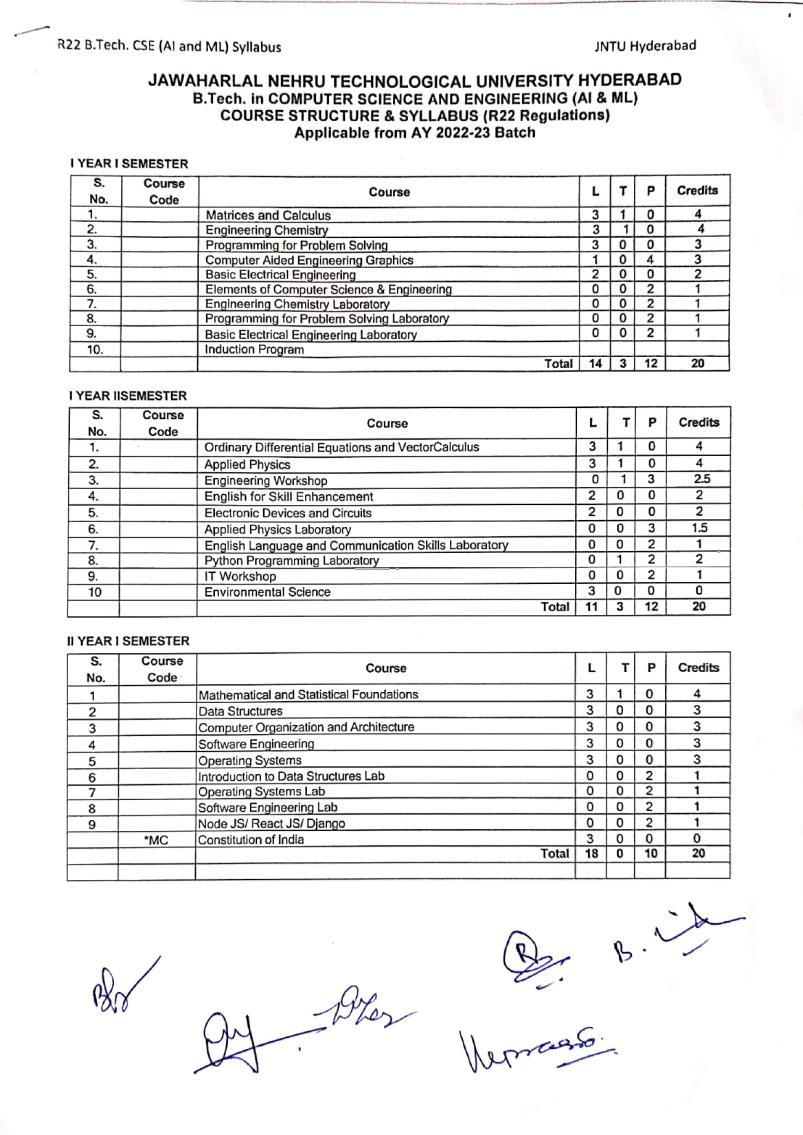 R22 B.Tech. CSE (AI and ML) Syllabus JNTU Hyderabad
JAWAHARLAL NEHRU TECHNOLOGICAL UNIVERSITY HYDERABAD
B.Tech. in COMPUTER SCIENCE AND ENGINEERING (AI & ML)
COURSE STRUCTURE & SYLLABUS (R22 Regulations)
Applicable from AY 2022-23 Batch
I YEAR I SEMESTER
S. No. Course Code Course L T P Credits
1. Matrices and Calculus 3 1 0 4
2. Engineering Chemistry 3 1 0 4
3. Programming for Problem Solving 3 0 0 3
4. Computer Aided Engineering Graphics 1 0 4 3
5. Basic Electrical Engineering 2 0 0 2
6. Elements of Computer Science & Engineering 0 0 2 1
7. Engineering Chemistry Laboratory 0 0 2 1
8. Programming for Problem Solving Laboratory 0 0 2 1
9. Basic Electrical Engineering Laboratory 0 0 2 1
10. Induction Program
Total 14 3 12 20
I YEAR IISEMESTER
S. No. Course Code Course L T P Credits
1. Ordinary Differential Equations and VectorCalculus 3 1 0 4
2. Applied Physics 3 1 0 4
3. Engineering Workshop 0 1 3 2.5
4. English for Skill Enhancement 2 0 0 2
5. Electronic Devices and Circuits 2 0 0 2
6. Applied Physics Laboratory 0 0 3 1.5
7. English Language and Communication Skills Laboratory 0 0 2 1
8. Python Programming Laboratory 0 1 2 2
9. IT Workshop 0 0 2 1
10 Environmental Science 3 0 0 0
Total 11 3 12 20
II YEAR I SEMESTER
S. No. Course Code Course L T P Credits
1 Mathematical and Statistical Foundations 3 1 0 4
2 Data Structures 3 0 0 3
3 Computer Organization and Architecture 3 0 0 3
4 Software Engineering 3 0 0 3
5 Operating Systems 3 0 0 3
6 Introduction to Data Structures Lab 0 0 2 1
7 Operating Systems Lab 0 0 2 1
8 Software Engineering Lab 0 0 2 1
9 Node JS/ React JS/ Django 0 0 2 1
*MC Constitution of India 3 0 0 0
Total 18 0 10 20